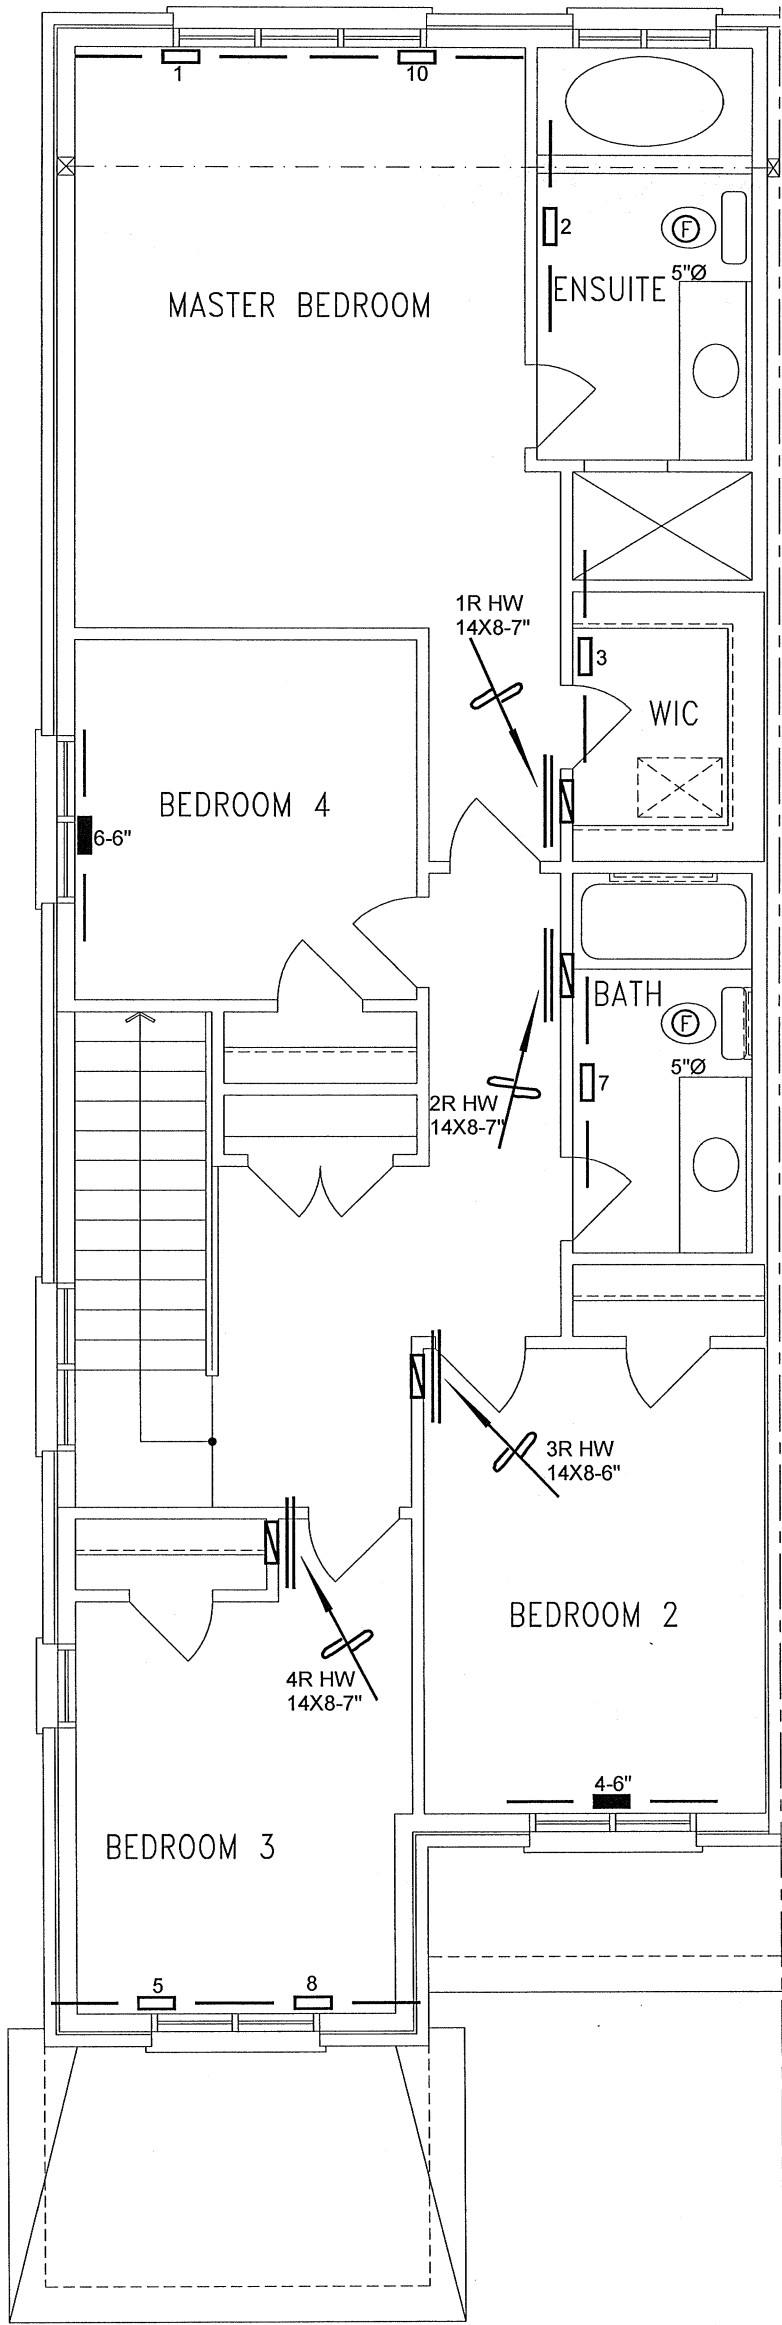 1
10
2
F
5"Ø
ENSUITE
MASTER BEDROOM
1R HW
14X8-7"
3
WIC
BEDROOM 4
6-6"
BATH
F
5"Ø
7
2R HW
14X8-7"
3R HW
14X8-6"
BEDROOM 2
4R HW
14X8-7"
4-6"
BEDROOM 3
5
8